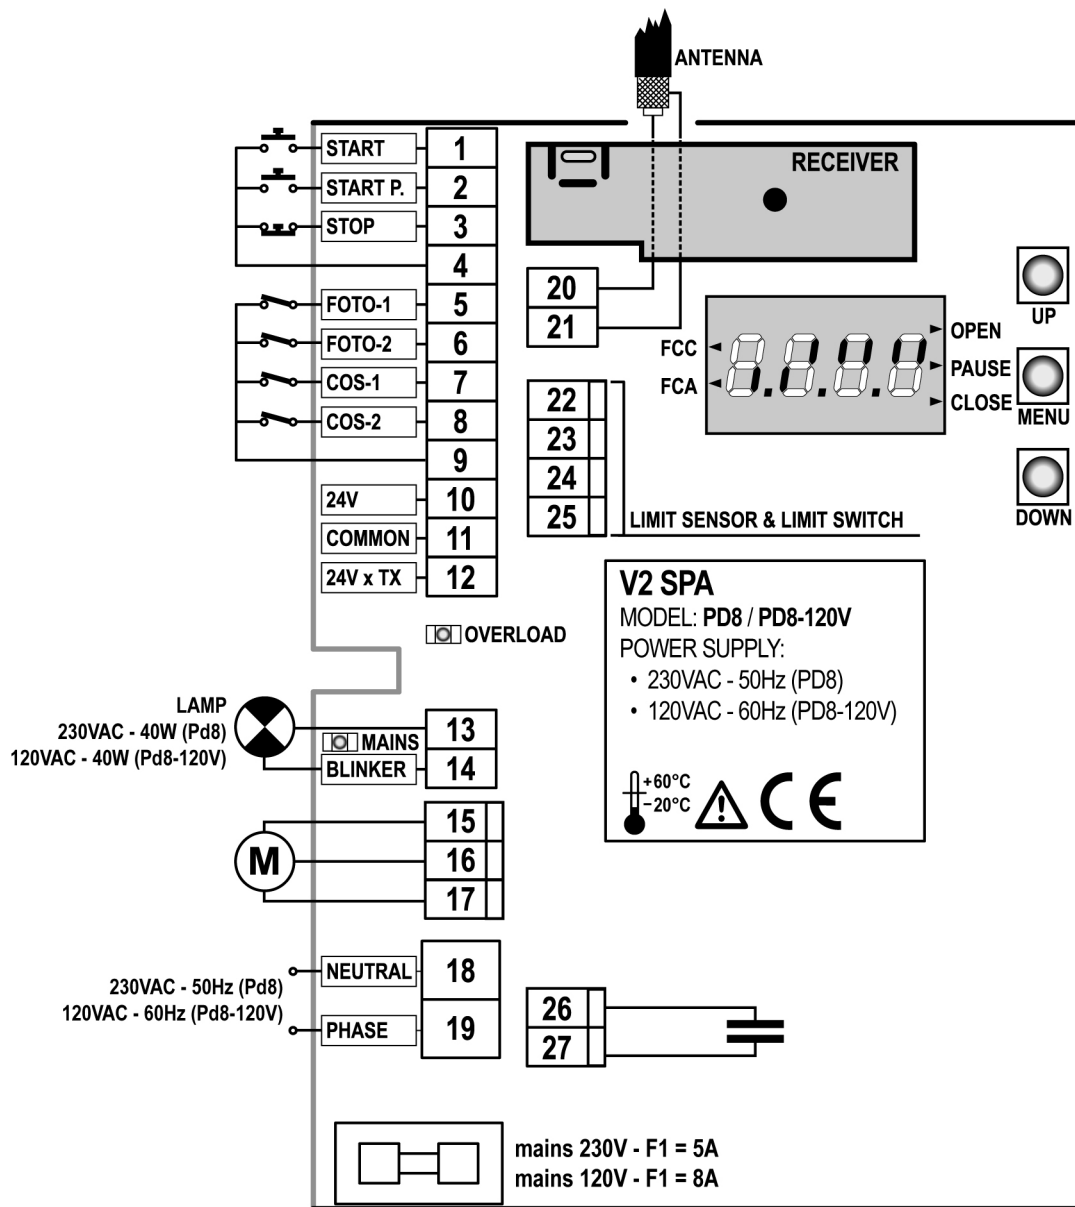 ANTENNA
START 1
START P. 2
STOP 3
4
FOTO-1 5
FOTO-2 6
COS-1 7
COS-2 8
9
24V 10
COMMON 11
24V x TX 12
RECEIVER
20
21
FCC
FCA
OPEN
PAUSE
CLOSE
UP
MENU
DOWN
22
23
24
25
LIMIT SENSOR & LIMIT SWITCH
OVERLOAD
V2 SPA
MODEL: PD8 / PD8-120V
POWER SUPPLY:
• 230VAC - 50Hz (PD8)
• 120VAC - 60Hz (PD8-120V)
+60°C
-20°C
CE
LAMP
230VAC - 40W (Pd8)
120VAC - 40W (Pd8-120V)
MAINS
13
BLINKER 14
M
15
16
17
230VAC - 50Hz (Pd8)
120VAC - 60Hz (Pd8-120V)
NEUTRAL 18
PHASE 19
26
27
mains 230V - F1 = 5A
mains 120V - F1 = 8A